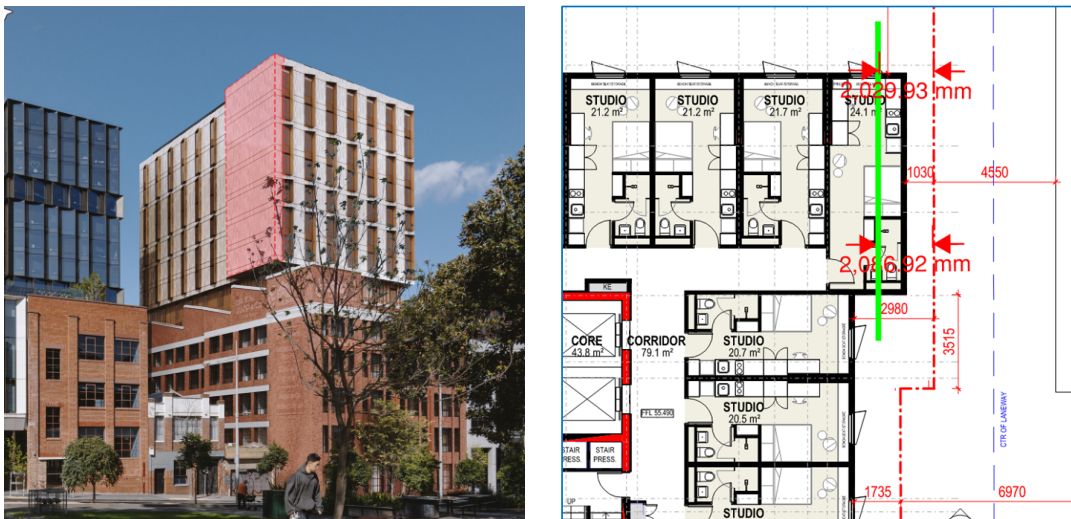 2,029.93 mm
STUDIO
21.2 m²
STUDIO
21.2 m²
STUDIO
21.7 m²
STUDIO
24.1 m²
1030
4550
2,086.92 mm
KE
2980
CORE
43.8 m²
CORRIDOR
79.1 m²
STUDIO
20.7 m²
3515
STUDIO
20.5 m²
FFL 55.490
CTR OF LANEWAY
STAIR
PRESS.
STAIR
PRESS.
1735
6970
UP
STUDIO